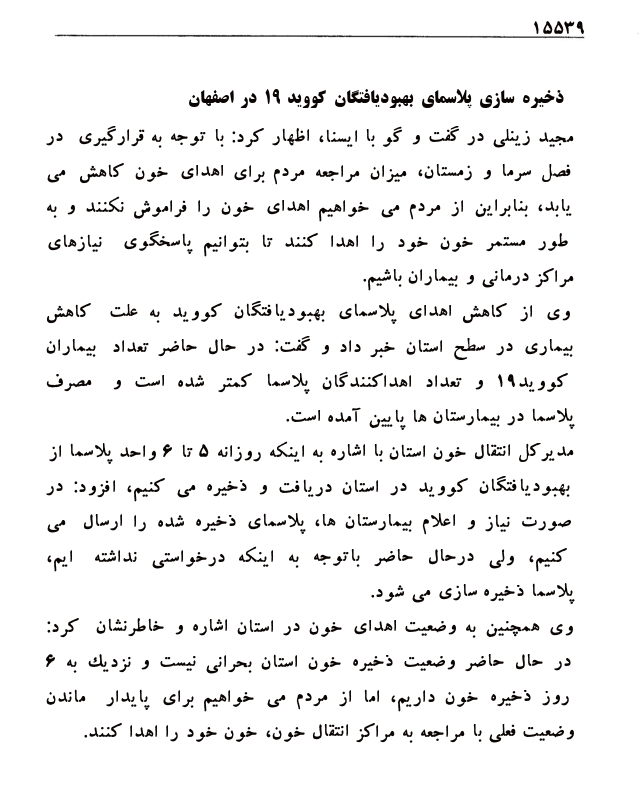 ۱۵۵۳۹
ذخیره سازی پلاسمای بهبودیافتگان کووید ۱۹ در اصفهان
مجید زینلی در گفت و گو با ایسنا، اظهار کرد: با توجه به قرارگیری در
فصل سرما و زمستان، میزان مراجعه مردم برای اهدای خون کاهش می
یابد، بنابراین از مردم می خواهیم اهدای خون را فراموش نکنند و به
طور مستمر خون خود را اهدا کنند تا بتوانیم پاسخگوی نیازهای
مراکز درمانی و بیماران باشیم.
وی از کاهش اهدای پلاسمای بهبودیافتگان کووید به علت کاهش
بیماری در سطح استان خبر داد و گفت: در حال حاضر تعداد بیماران
کووید۱۹ و تعداد اهداکنندگان پلاسما کمتر شده است و مصرف
پلاسما در بیمارستان ها پایین آمده است.
مدیرکل انتقال خون استان با اشاره به اینکه روزانه ۵ تا ۶ واحد پلاسما از
بهبودیافتگان کووید در استان دریافت و ذخیره می کنیم، افزود: در
صورت نیاز و اعلام بیمارستان ها، پلاسمای ذخیره شده را ارسال می
کنیم، ولی درحال حاضر باتوجه به اینکه درخواستی نداشته ایم،
پلاسما ذخیره سازی می شود.
وی همچنین به وضعیت اهدای خون در استان اشاره و خاطرنشان کرد:
در حال حاضر وضعیت ذخیره خون استان بحرانی نیست و نزدیك به ۶
روز ذخیره خون داریم، اما از مردم می خواهیم برای پایدار ماندن
وضعیت فعلی با مراجعه به مراکز انتقال خون، خون خود را اهدا کنند.